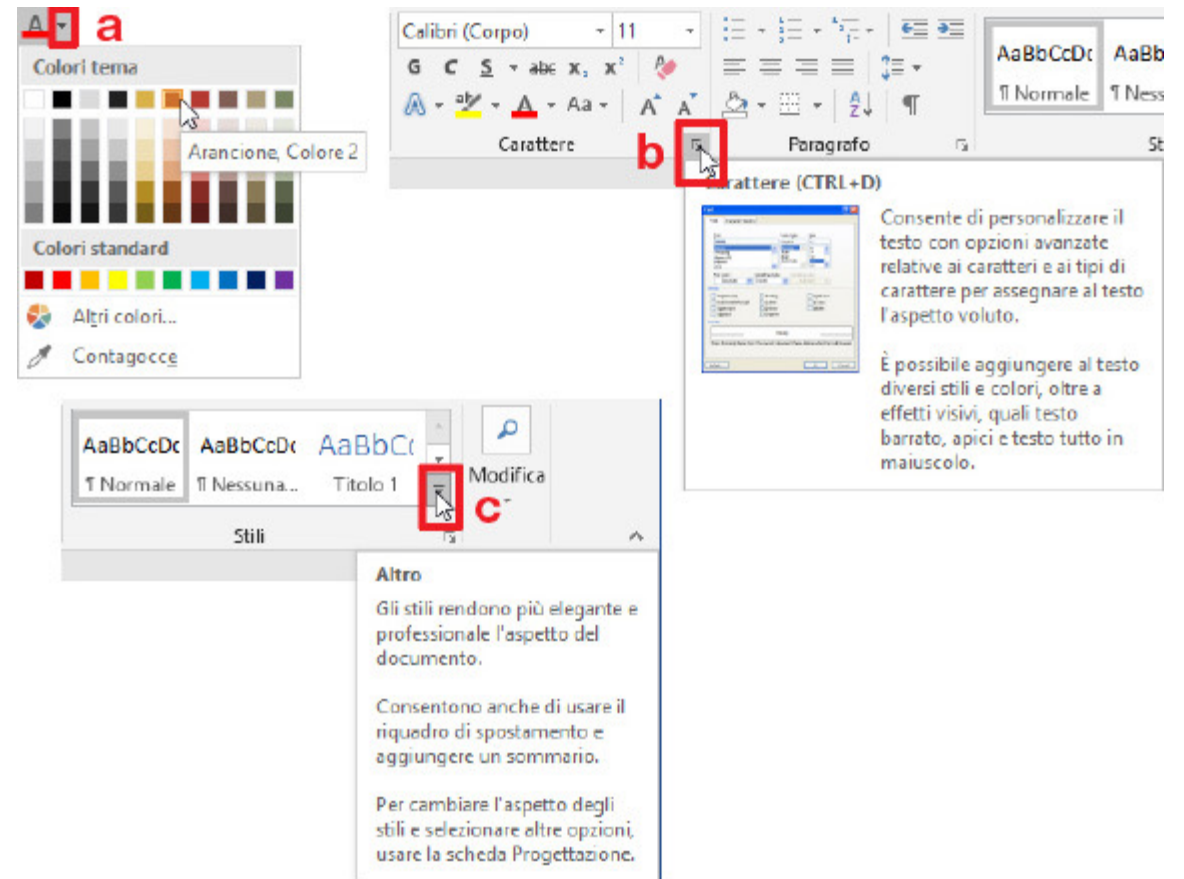 A
a
Colori tema
Arancione, Colore 2
Colori standard
Altri colori...
Contagocce
Calibri (Corpo)
11
G C S abc x₂ x²
A aby A Aa A A
A
Z
¶
Carattere
b
Paragrafo
AaBbCcDc AaBb
¶ Normale ¶ Ness
St
Carattere (CTRL+D)
Consente di personalizzare il
testo con opzioni avanzate
relative ai caratteri e ai tipi di
carattere per assegnare al testo
l'aspetto voluto.
È possibile aggiungere al testo
diversi stili e colori, oltre a
effetti visivi, quali testo
barrato, apici e testo tutto in
maiuscolo.
AaBbCcDc AaBbCcDc AaBbCc
¶ Normale ¶ Nessuna... Titolo 1
Modifica
c
Stili
Altro
Gli stili rendono più elegante e
professionale l'aspetto del
documento.
Consentono anche di usare il
riquadro di spostamento e
aggiungere un sommario.
Per cambiare l'aspetto degli
stili e selezionare altre opzioni,
usare la scheda Progettazione.